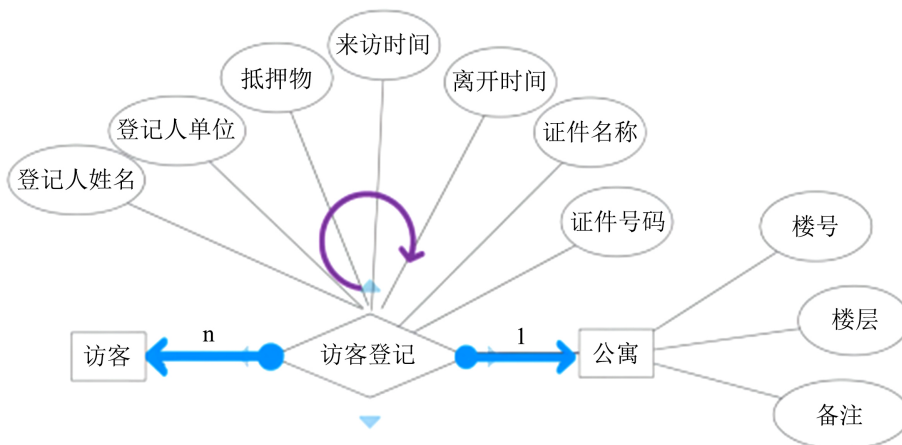 来访时间
抵押物
离开时间
登记人单位
证件名称
登记人姓名
证件号码
楼号
楼层
n
1
访客
访客登记
公寓
备注